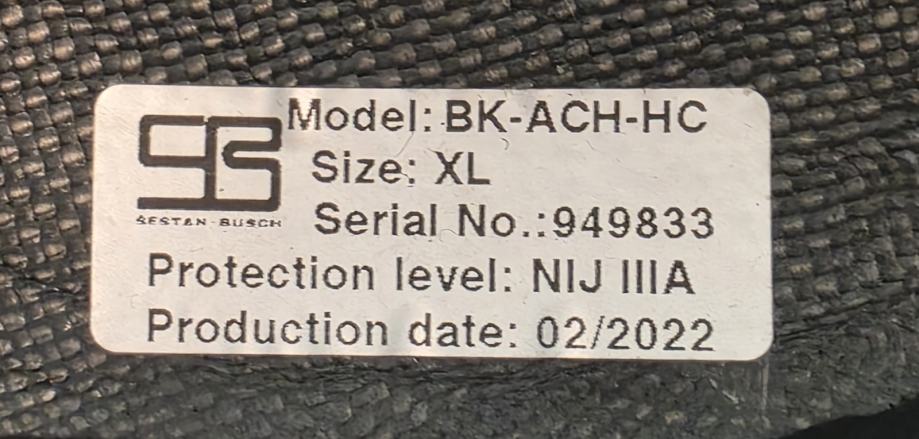 Model: BK-ACH-HC
Size: XL
SESTAN-BUSCH
Serial No.:949833
Protection level: NIJ IIIA
Production date: 02/2022